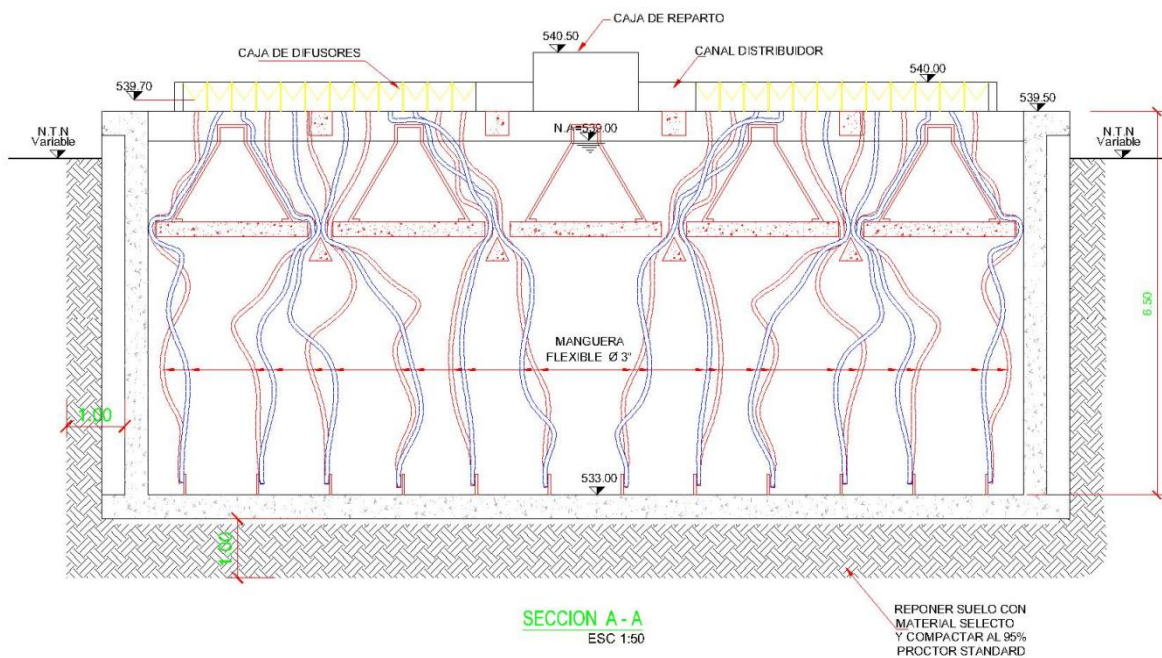 CAJA DE REPARTO
540.50
CAJA DE DIFUSORES
CANAL DISTRIBUIDOR
539.70
540.00
539.50
N.T.N
Variable
N.A=539.00
N.T.N
Variable
6.50
MANGUERA
FLEXIBLE Ø 3"
1.00
533.00
1.00
SECCION A - A
ESC 1:50
REPONER SUELO CON
MATERIAL SELECTO
Y COMPACTAR AL 95%
PROCTOR STANDARD